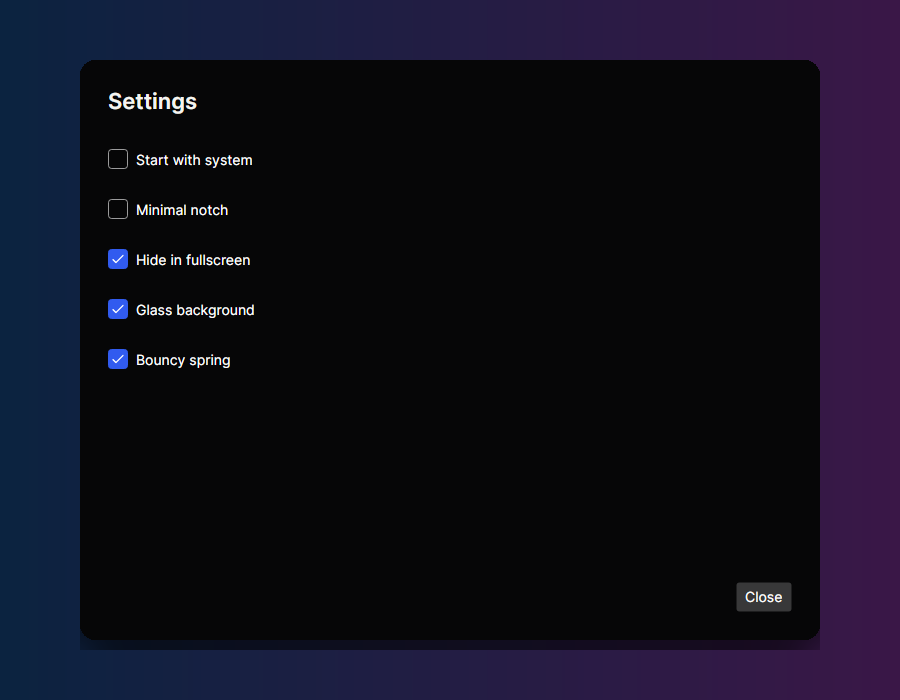 Settings
Start with system
Minimal notch
Hide in fullscreen
Glass background
Bouncy spring
Close